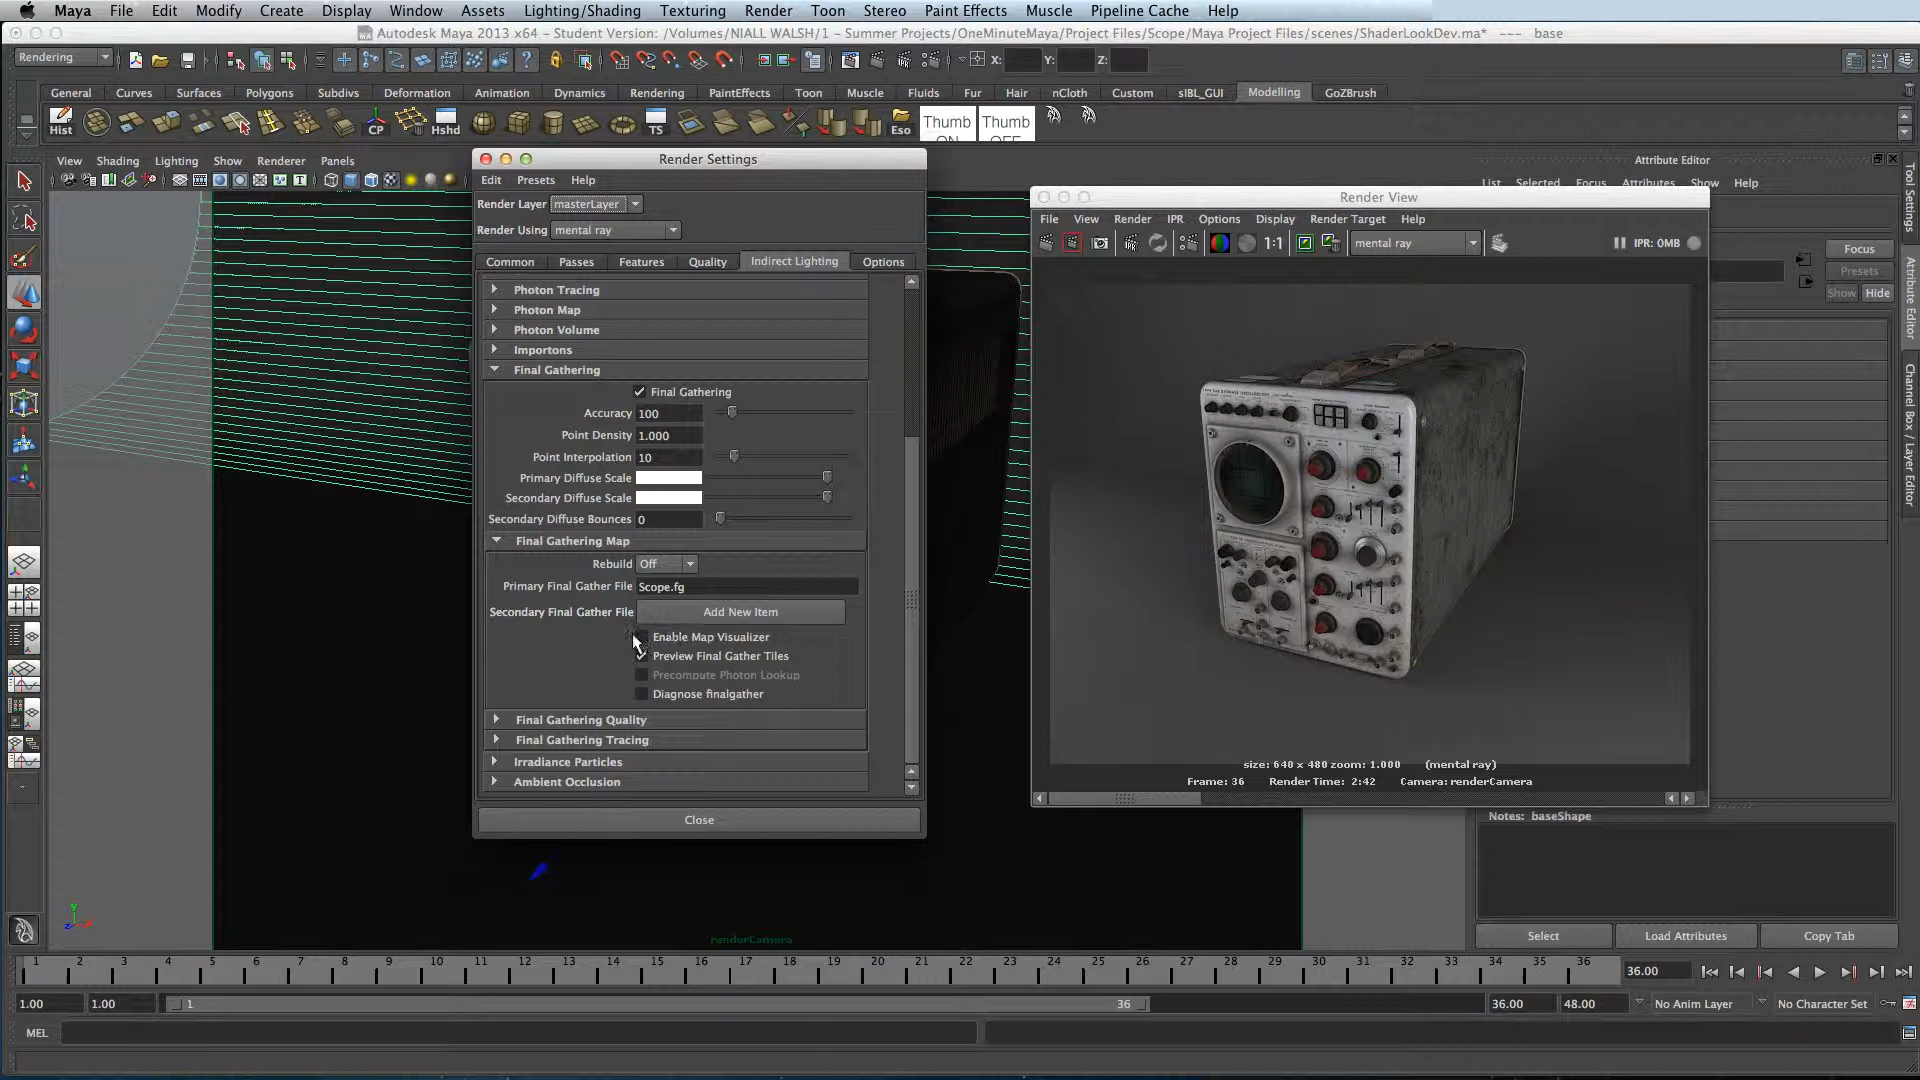 Maya File Edit Modify Create Display Window Assets Lighting/Shading Texturing Render Toon Stereo Paint Effects Muscle Pipeline Cache Help
Autodesk Maya 2013 x64 – Student Version: /Volumes/NIALL WALSH/1 – Summer Projects/OneMinuteMaya/Project Files/Scope/Maya Project Files/scenes/ShaderLookDev.ma* --- base
Rendering X: Y: Z:
General Curves Surfaces Polygons Subdivs Deformation Animation Dynamics Rendering PaintEffects Toon Muscle Fluids Fur Hair nCloth Custom sIBL_GUI Modelling GoZBrush
Hist CP Hshd TS Eso Thumb Thumb
View Shading Lighting Show Renderer Panels
Render Settings
Edit Presets Help
Render Layer masterLayer
Render Using mental ray
Common Passes Features Quality Indirect Lighting Options
Photon Tracing
Photon Map
Photon Volume
Importons
Final Gathering
Final Gathering
Accuracy 100
Point Density 1.000
Point Interpolation 10
Primary Diffuse Scale
Secondary Diffuse Scale
Secondary Diffuse Bounces 0
Final Gathering Map
Rebuild Off
Primary Final Gather File Scope.fg
Secondary Final Gather File Add New Item
Enable Map Visualizer
Preview Final Gather Tiles
Precompute Photon Lookup
Diagnose finalgather
Final Gathering Quality
Final Gathering Tracing
Irradiance Particles
Ambient Occlusion
Close
Render View
File View Render IPR Options Display Render Target Help
1:1 mental ray IPR: 0MB
size: 640 x 480 zoom: 1.000 (mental ray)
Frame: 36 Render Time: 2:42 Camera: renderCamera
Attribute Editor
List Selected Focus Attributes Show Help
Focus
Presets
Show Hide
Tool Settings
Attribute Editor
Channel Box / Layer Editor
Notes: baseShape
Select Load Attributes Copy Tab
renderCamera
y
z x
1 2 3 4 5 6 7 8 9 10 11 12 13 14 15 16 17 18 19 20 21 22 23 24 25 26 27 28 29 30 31 32 33 34 35 36 36.00
1.00 1.00 1 36 36.00 48.00 No Anim Layer No Character Set
MEL